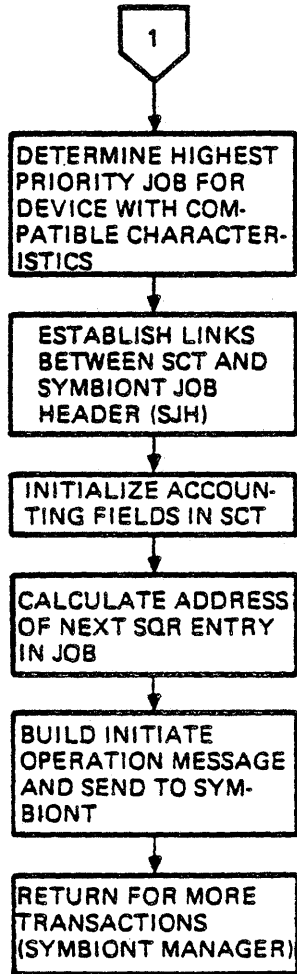 1
DETERMINE HIGHEST
PRIORITY JOB FOR
DEVICE WITH COM-
PATIBLE CHARACTER-
ISTICS
ESTABLISH LINKS
BETWEEN SCT AND
SYMBIONT JOB
HEADER (SJH)
INITIALIZE ACCOUN-
TING FIELDS IN SCT
CALCULATE ADDRESS
OF NEXT SQR ENTRY
IN JOB
BUILD INITIATE
OPERATION MESSAGE
AND SEND TO SYM-
BIONT
RETURN FOR MORE
TRANSACTIONS
(SYMBIONT MANAGER)